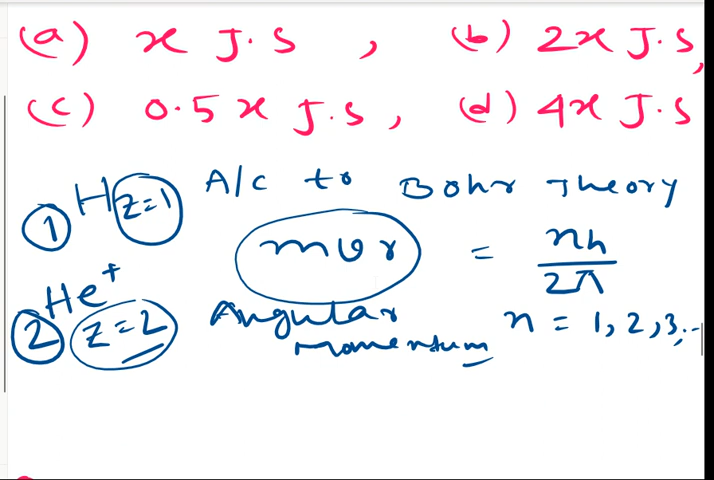 (a) x J.S , (b) 2x J.S,
(c) 0.5x J.S, (d) 4x J.S
① H z=1 A/c to Bohr Theory
mvr = nh/2π
② He⁺ z=2 Angular momentum n = 1, 2, 3, --